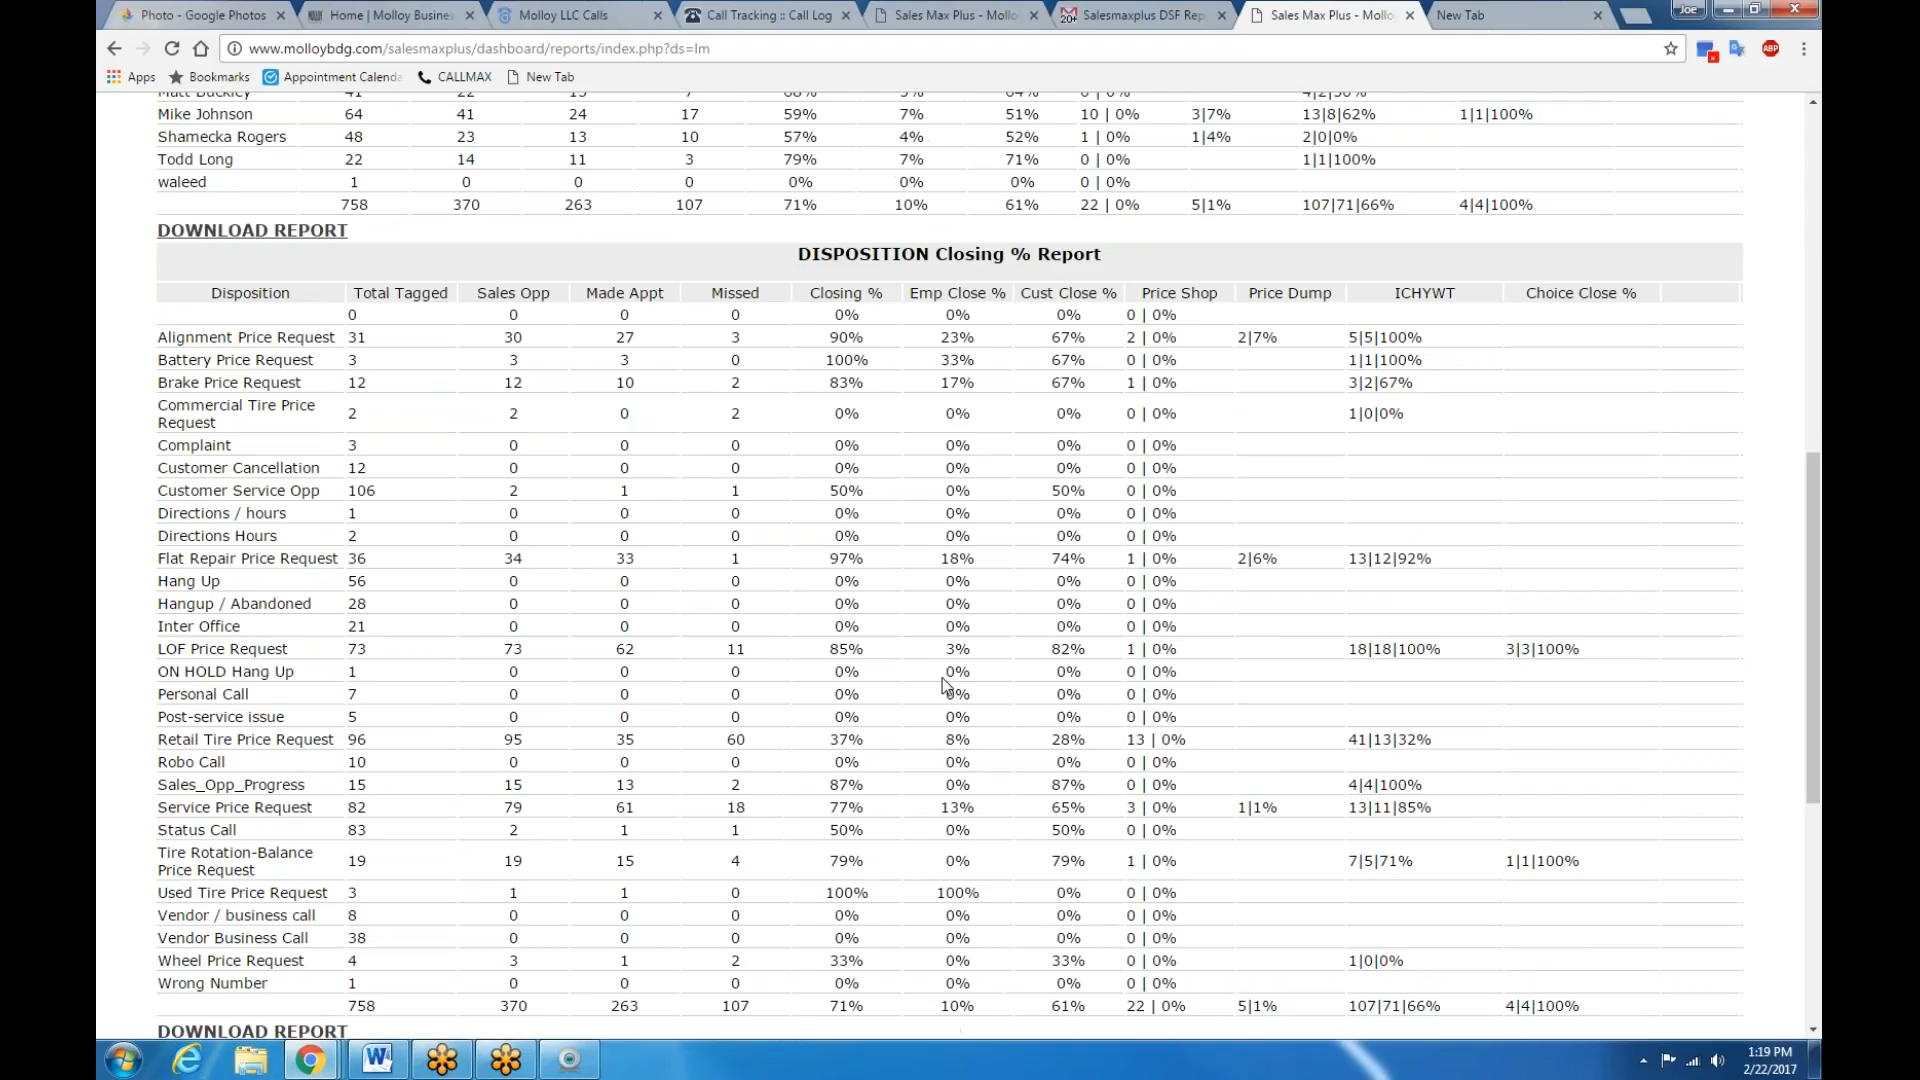 Photo - Google Photos
Home | Molloy Busine
Molloy LLC Calls
Call Tracking :: Call Log
Sales Max Plus - Mollo
Salesmaxplus DSF Rep
Sales Max Plus - Mollo
New Tab
Joe
www.molloybdg.com/salesmaxplus/dashboard/reports/index.php?ds=lm
ABP
Apps Bookmarks Appointment Calenda CALLMAX New Tab
Matt Buckley 41 22 15 7 68% 5% 64% 0 | 0% 4|2|50%
Mike Johnson 64 41 24 17 59% 7% 51% 10 | 0% 3|7% 13|8|62% 1|1|100%
Shamecka Rogers 48 23 13 10 57% 4% 52% 1 | 0% 1|4% 2|0|0%
Todd Long 22 14 11 3 79% 7% 71% 0 | 0% 1|1|100%
waleed 1 0 0 0 0% 0% 0% 0 | 0%
758 370 263 107 71% 10% 61% 22 | 0% 5|1% 107|71|66% 4|4|100%
DOWNLOAD REPORT
DISPOSITION Closing % Report
Disposition Total Tagged Sales Opp Made Appt Missed Closing % Emp Close % Cust Close % Price Shop Price Dump ICHYWT Choice Close %
0 0 0 0 0% 0% 0% 0 | 0%
Alignment Price Request 31 30 27 3 90% 23% 67% 2 | 0% 2|7% 5|5|100%
Battery Price Request 3 3 3 0 100% 33% 67% 0 | 0% 1|1|100%
Brake Price Request 12 12 10 2 83% 17% 67% 1 | 0% 3|2|67%
Commercial Tire Price
Request 2 2 0 2 0% 0% 0% 0 | 0% 1|0|0%
Complaint 3 0 0 0 0% 0% 0% 0 | 0%
Customer Cancellation 12 0 0 0 0% 0% 0% 0 | 0%
Customer Service Opp 106 2 1 1 50% 0% 50% 0 | 0%
Directions / hours 1 0 0 0 0% 0% 0% 0 | 0%
Directions Hours 2 0 0 0 0% 0% 0% 0 | 0%
Flat Repair Price Request 36 34 33 1 97% 18% 74% 1 | 0% 2|6% 13|12|92%
Hang Up 56 0 0 0 0% 0% 0% 0 | 0%
Hangup / Abandoned 28 0 0 0 0% 0% 0% 0 | 0%
Inter Office 21 0 0 0 0% 0% 0% 0 | 0%
LOF Price Request 73 73 62 11 85% 3% 82% 1 | 0% 18|18|100% 3|3|100%
ON HOLD Hang Up 1 0 0 0 0% 0% 0% 0 | 0%
Personal Call 7 0 0 0 0% 0% 0% 0 | 0%
Post-service issue 5 0 0 0 0% 0% 0% 0 | 0%
Retail Tire Price Request 96 95 35 60 37% 8% 28% 13 | 0% 41|13|32%
Robo Call 10 0 0 0 0% 0% 0% 0 | 0%
Sales_Opp_Progress 15 15 13 2 87% 0% 87% 0 | 0% 4|4|100%
Service Price Request 82 79 61 18 77% 13% 65% 3 | 0% 1|1% 13|11|85%
Status Call 83 2 1 1 50% 0% 50% 0 | 0%
Tire Rotation-Balance
Price Request 19 19 15 4 79% 0% 79% 1 | 0% 7|5|71% 1|1|100%
Used Tire Price Request 3 1 1 0 100% 100% 0% 0 | 0%
Vendor / business call 8 0 0 0 0% 0% 0% 0 | 0%
Vendor Business Call 38 0 0 0 0% 0% 0% 0 | 0%
Wheel Price Request 4 3 1 2 33% 0% 33% 0 | 0% 1|0|0%
Wrong Number 1 0 0 0 0% 0% 0% 0 | 0%
758 370 263 107 71% 10% 61% 22 | 0% 5|1% 107|71|66% 4|4|100%
DOWNLOAD REPORT
1:19 PM
2/22/2017